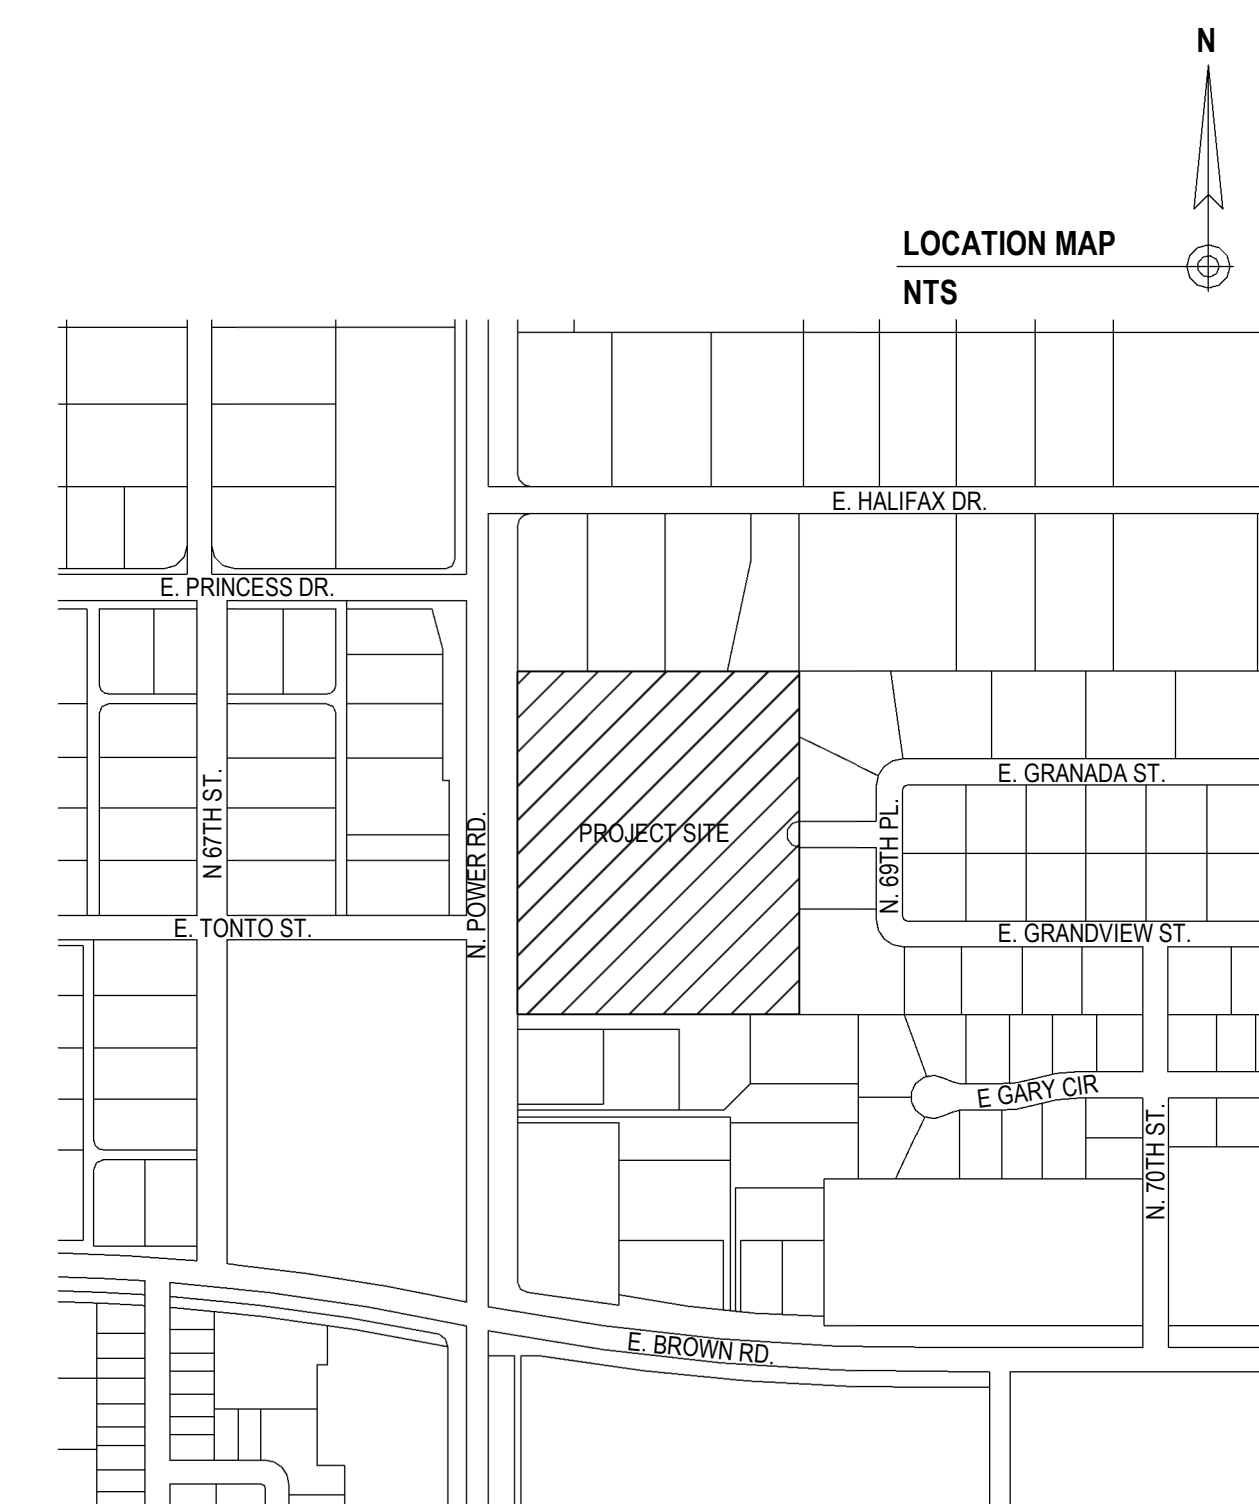 N
LOCATION MAP
NTS
E. HALIFAX DR.
E. PRINCESS DR.
E. GRANADA ST.
N 67TH ST.
N. POWER RD.
PROJECT SITE
N. 69TH PL.
E. TONTO ST.
E. GRANDVIEW ST.
E GARY CIR
N. 70TH ST.
E. BROWN RD.